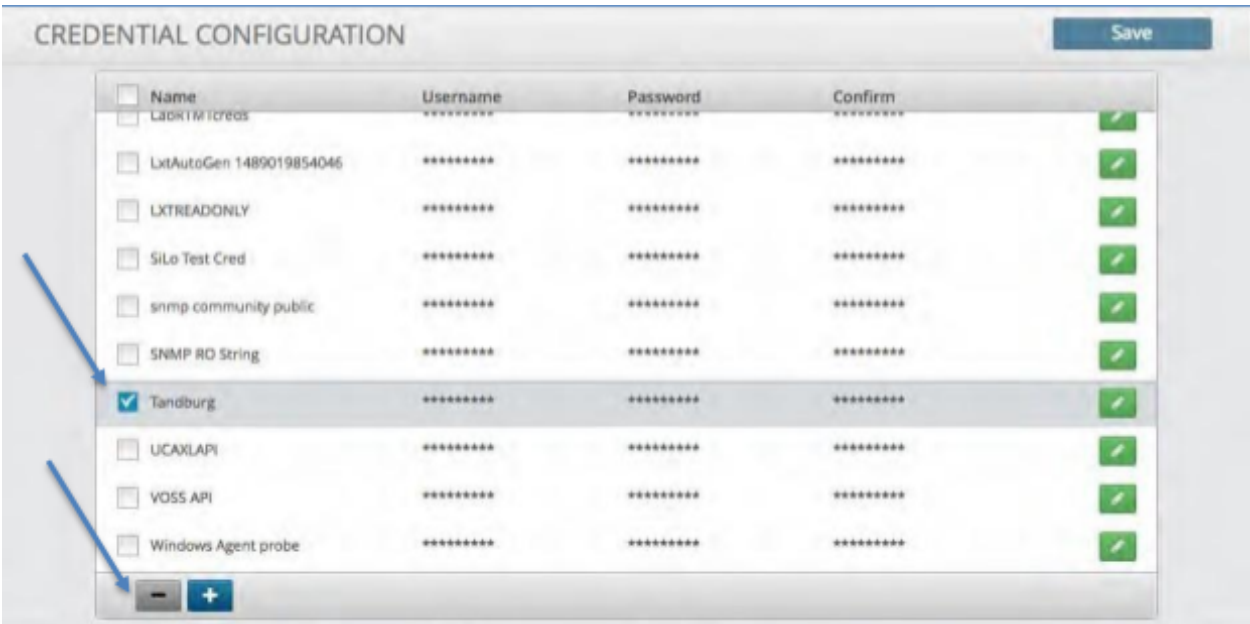 CREDENTIAL CONFIGURATION Save
Name Username Password Confirm
LabRTMTcreds ********* ********* *********
LxtAutoGen 1489019854046 ********* ********* *********
LXTREADONLY ********* ********* *********
SiLo Test Cred ********* ********* *********
snmp community public ********* ********* *********
SNMP RO String ********* ********* *********
Tandburg ********* ********* *********
UCAXLAPI ********* ********* *********
VOSS API ********* ********* *********
Windows Agent probe ********* ********* *********